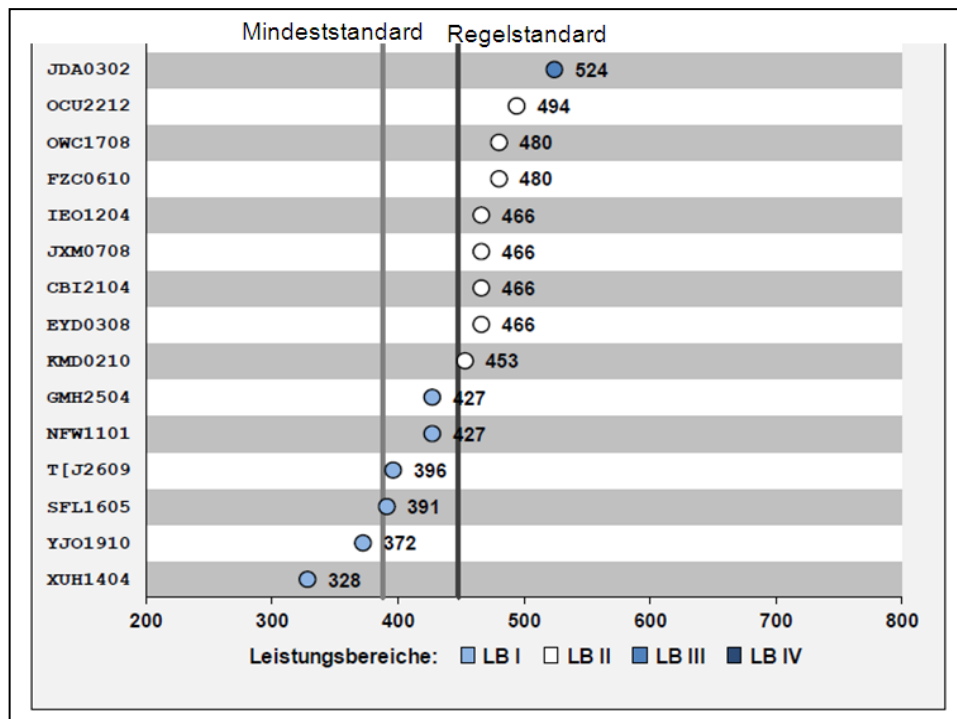 Mindeststandard Regelstandard
JDA0302 524
OCU2212 494
OWC1708 480
FZC0610 480
IEO1204 466
JXM0708 466
CBI2104 466
EYD0308 466
KMD0210 453
GMH2504 427
NFW1101 427
T[J2609 396
SFL1605 391
YJO1910 372
XUH1404 328
200 300 400 500 600 700 800
Leistungsbereiche: LB I LB II LB III LB IV